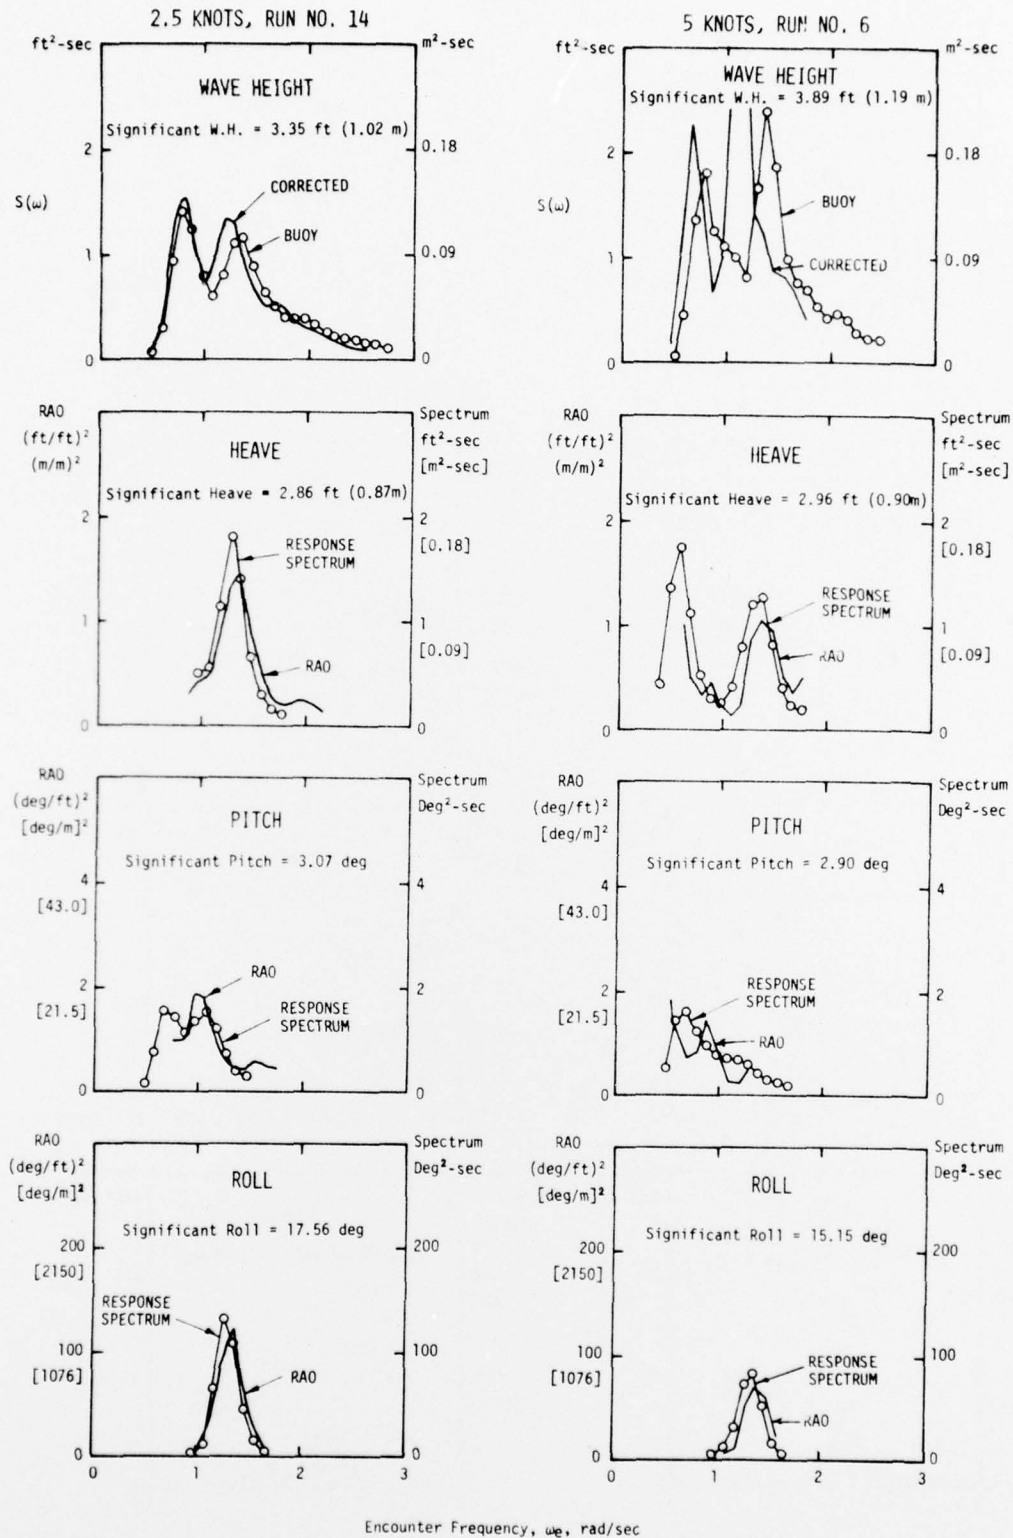 2.5 KNOTS, RUN NO. 14
ft²-sec
m²-sec
WAVE HEIGHT
Significant W.H. = 3.35 ft (1.02 m)
2
0.18
CORRECTED
S(ω)
BUOY
1
0.09
0
0
5 KNOTS, RUN NO. 6
ft²-sec
m²-sec
WAVE HEIGHT
Significant W.H. = 3.89 ft (1.19 m)
2
0.18
BUOY
S(ω)
CORRECTED
1
0.09
0
0
RAO
(ft/ft)²
(m/m)²
Spectrum
ft²-sec
[m²-sec]
HEAVE
Significant Heave = 2.86 ft (0.87m)
2
2
[0.18]
RESPONSE
SPECTRUM
1
1
[0.09]
RAO
0
0
RAO
(ft/ft)²
(m/m)²
Spectrum
ft²-sec
[m²-sec]
HEAVE
Significant Heave = 2.96 ft (0.90m)
2
2
[0.18]
RESPONSE
SPECTRUM
1
1
[0.09]
RAO
0
0
RAO
(deg/ft)²
[deg/m]²
Spectrum
Deg²-sec
PITCH
Significant Pitch = 3.07 deg
4
4
[43.0]
RAO
2
2
[21.5]
RESPONSE
SPECTRUM
0
0
RAO
(deg/ft)²
[deg/m]²
Spectrum
Deg²-sec
PITCH
Significant Pitch = 2.90 deg
4
4
[43.0]
RESPONSE
SPECTRUM
2
2
[21.5]
RAO
0
0
RAO
(deg/ft)²
[deg/m]²
Spectrum
Deg²-sec
ROLL
Significant Roll = 17.56 deg
200
200
[2150]
RESPONSE
SPECTRUM
100
100
[1076]
RAO
0
0
0 1 2 3
RAO
(deg/ft)²
[deg/m]²
Spectrum
Deg²-sec
ROLL
Significant Roll = 15.15 deg
200
200
[2150]
RESPONSE
SPECTRUM
100
100
[1076]
RAO
0
0
0 1 2 3
Encounter Frequency, ωe, rad/sec